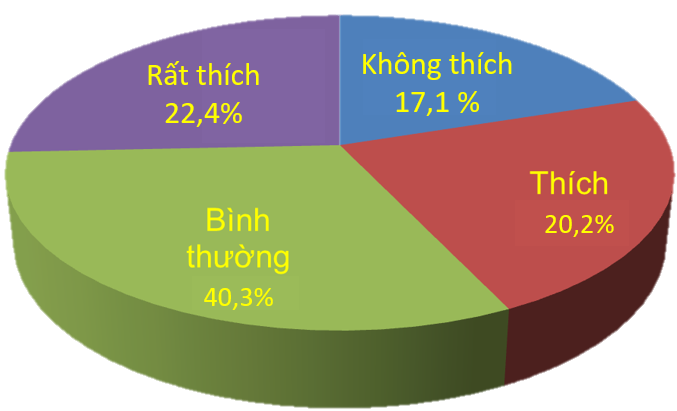 Rất thích
22,4%
Không thích
17,1 %
Thích
20,2%
Bình
thường
40,3%